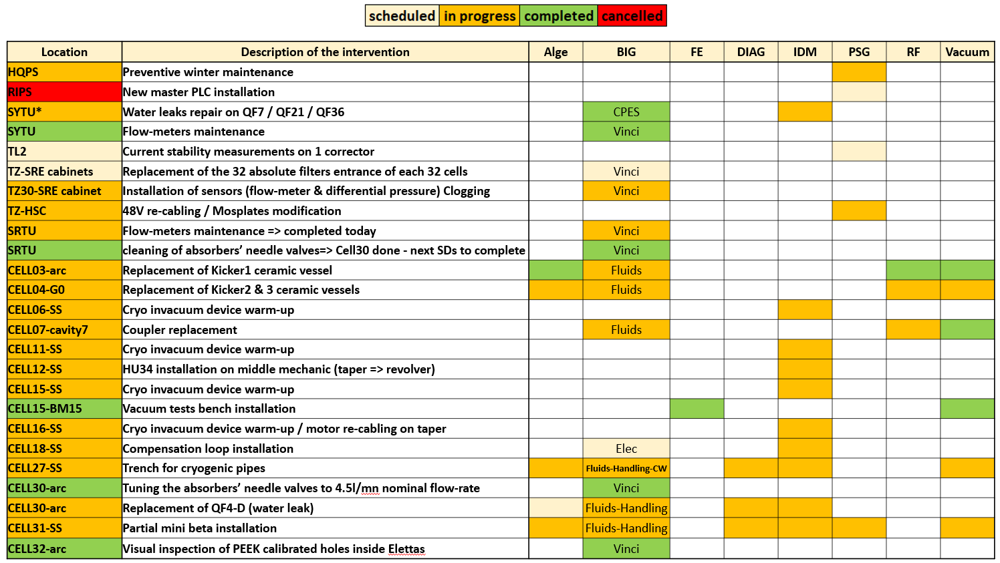 scheduled in progress completed cancelled
Location Description of the intervention Alge BIG FE DIAG IDM PSG RF Vacuum
HQPS Preventive winter maintenance
RIPS New master PLC installation
SYTU* Water leaks repair on QF7 / QF21 / QF36 CPES
SYTU Flow-meters maintenance Vinci
TL2 Current stability measurements on 1 corrector
TZ-SRE cabinets Replacement of the 32 absolute filters entrance of each 32 cells Vinci
TZ30-SRE cabinet Installation of sensors (flow-meter & differential pressure) Clogging Vinci
TZ-HSC 48V re-cabling / Mosplates modification
SRTU Flow-meters maintenance => completed today Vinci
SRTU cleaning of absorbers’ needle valves=> Cell30 done - next SDs to complete Vinci
CELL03-arc Replacement of Kicker1 ceramic vessel Fluids
CELL04-G0 Replacement of Kicker2 & 3 ceramic vessels Fluids
CELL06-SS Cryo invacuum device warm-up
CELL07-cavity7 Coupler replacement Fluids
CELL11-SS Cryo invacuum device warm-up
CELL12-SS HU34 installation on middle mechanic (taper => revolver)
CELL15-SS Cryo invacuum device warm-up
CELL15-BM15 Vacuum tests bench installation
CELL16-SS Cryo invacuum device warm-up / motor re-cabling on taper
CELL18-SS Compensation loop installation Elec
CELL27-SS Trench for cryogenic pipes Fluids-Handling-CW
CELL30-arc Tuning the absorbers’ needle valves to 4.5l/mn nominal flow-rate Vinci
CELL30-arc Replacement of QF4-D (water leak) Fluids-Handling
CELL31-SS Partial mini beta installation Fluids-Handling
CELL32-arc Visual inspection of PEEK calibrated holes inside Elettas Vinci